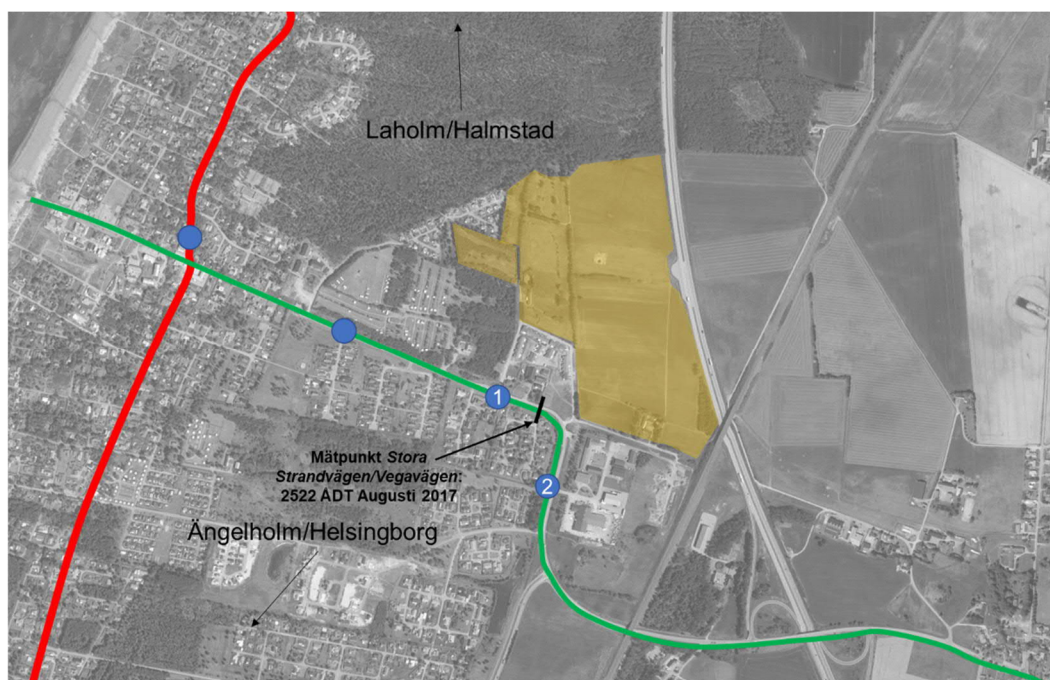 Laholm/Halmstad
1
Mätpunkt Stora
Strandvägen/Vegavägen:
2522 ÅDT Augusti 2017
2
Ängelholm/Helsingborg